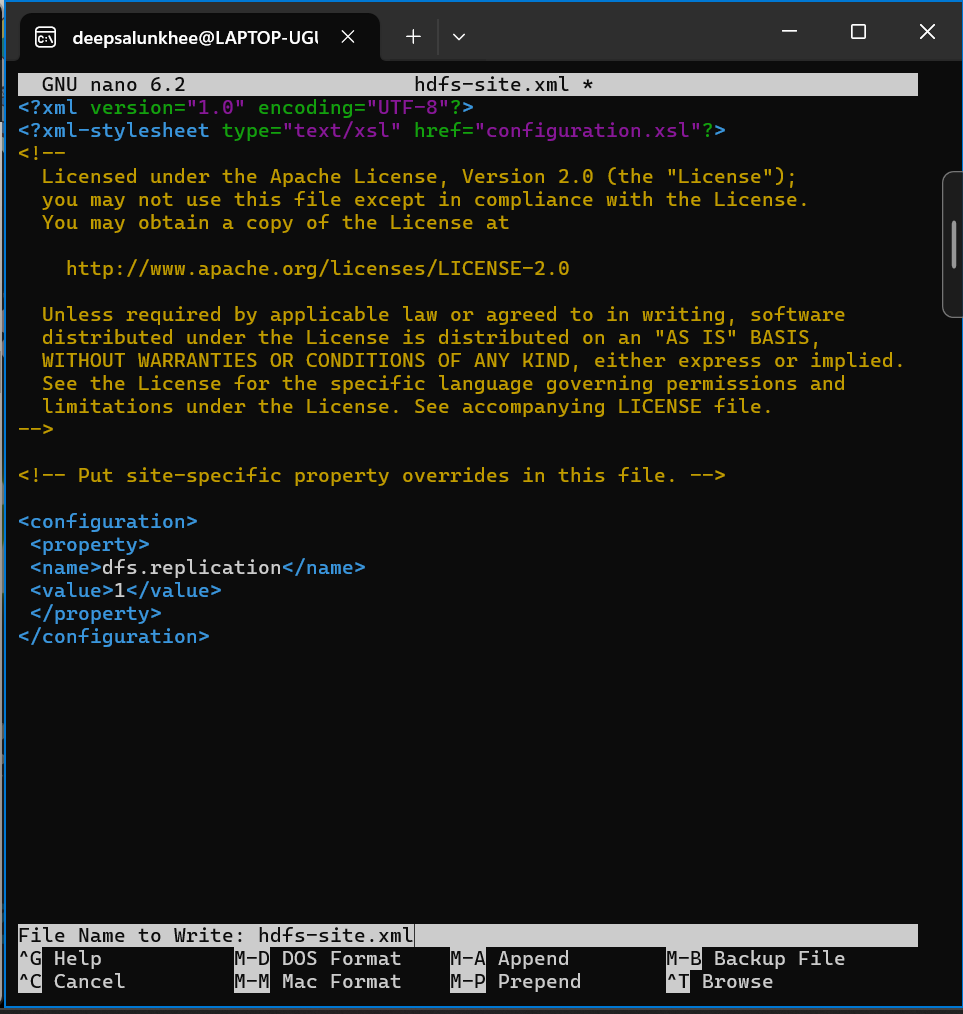 deepsalunkhee@LAPTOP-UGU
GNU nano 6.2 hdfs-site.xml *
<?xml version="1.0" encoding="UTF-8"?>
<?xml-stylesheet type="text/xsl" href="configuration.xsl"?>
<!--
  Licensed under the Apache License, Version 2.0 (the "License");
  you may not use this file except in compliance with the License.
  You may obtain a copy of the License at

    http://www.apache.org/licenses/LICENSE-2.0

  Unless required by applicable law or agreed to in writing, software
  distributed under the License is distributed on an "AS IS" BASIS,
  WITHOUT WARRANTIES OR CONDITIONS OF ANY KIND, either express or implied.
  See the License for the specific language governing permissions and
  limitations under the License. See accompanying LICENSE file.
-->

<!-- Put site-specific property overrides in this file. -->

<configuration>
 <property>
 <name>dfs.replication</name>
 <value>1</value>
 </property>
</configuration>
File Name to Write: hdfs-site.xml
^G Help M-D DOS Format M-A Append M-B Backup File
^C Cancel M-M Mac Format M-P Prepend ^T Browse